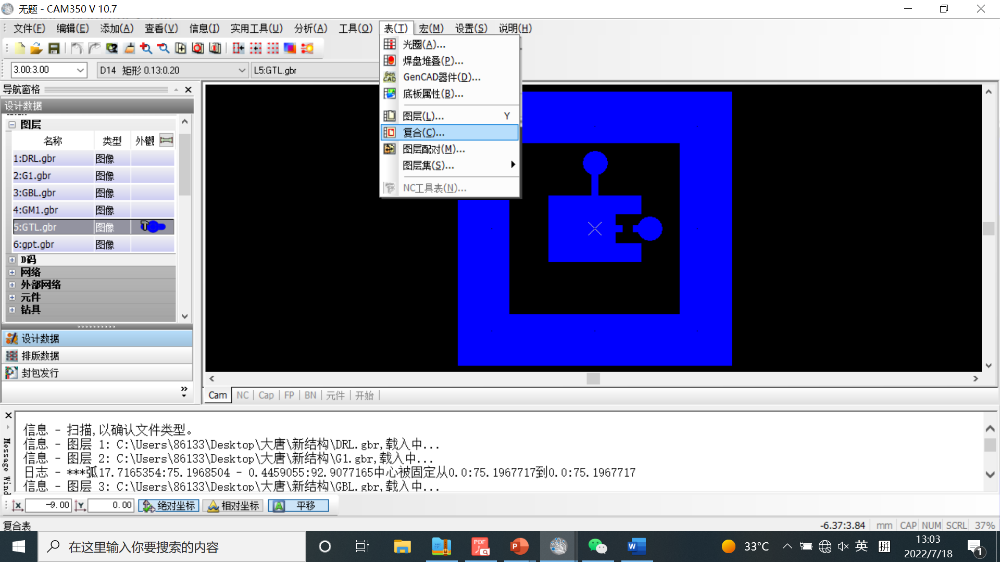 无题 - CAM350 V 10.7
文件(F) 编辑(E) 添加(A) 查看(V) 信息(I) 实用工具(U) 分析(A) 工具(O) 表(T) 宏(M) 设置(S) 说明(H)
3.00:3.00 D14 矩形 0.13:0.20 L5:GTL.gbr
光圈(A)...
焊盘堆叠(P)...
GenCAD器件(D)...
底板属性(B)...
图层(L)... Y
复合(C)...
图层配对(M)...
图层集(S)...
NC工具表(N)...
导航窗格
设计数据
图层
名称 类型 外觀
1:DRL.gbr 图像
2:G1.gbr 图像
3:GBL.gbr 图像
4:GM1.gbr 图像
5:GTL.gbr 图像
6:gpt.gbr 图像
D码
网络
外部网络
元件
钻具
设计数据
排版数据
封包发行
Cam NC Cap FP BN 元件 开始
Message Wind
信息 - 扫描,以确认文件类型。
信息 - 图层 1: C:\Users\86133\Desktop\大唐\新结构\DRL.gbr,载入中...
信息 - 图层 2: C:\Users\86133\Desktop\大唐\新结构\G1.gbr,载入中...
日志 - ***弧17.7165354:75.1968504 - 0.4459055:92.9077165中心被固定从0.0:75.1967717到0.0:75.1967717
信息 - 图层 3: C:\Users\86133\Desktop\大唐\新结构\GBL.gbr,载入中...
X -9.00 Y 0.00 绝对坐标 相对坐标 平移
复合表 -6.37:3.84 mm CAP NUM SCRL 37%
在这里输入你要搜索的内容
33°C 英 拼
13:03
2022/7/18
1